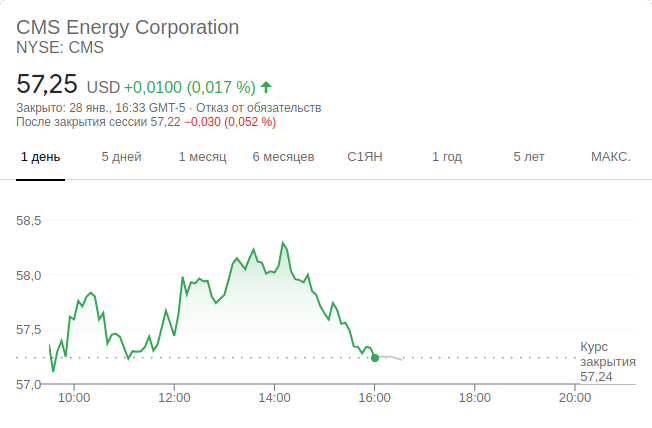 CMS Energy Corporation
NYSE: CMS
57,25 USD +0,0100 (0,017 %)
Закрыто: 28 янв., 16:33 GMT-5 · Отказ от обязательств
После закрытия сессии 57,22 −0,030 (0,052 %)
1 день 5 дней 1 месяц 6 месяцев С1ЯН 1 год 5 лет МАКС.
58,5
58,0
57,5
Курс
закрытия
57,24
57,0
10:00 12:00 14:00 16:00 18:00 20:00